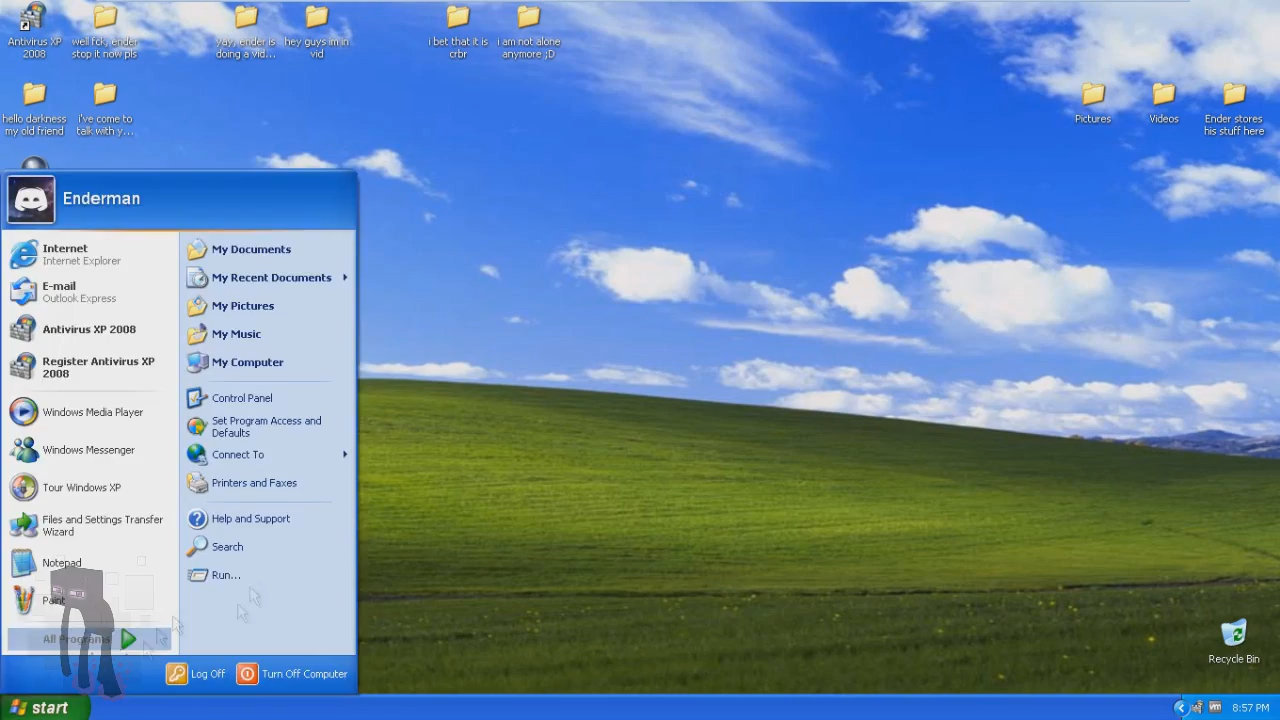 Antivirus XP
2008
well fck, ender
stop it now pls
yay, ender is
doing a vid...
hey guys im in
vid
i bet that it is
crbr
i am not alone
anymore ;D
hello darkness
my old friend
i've come to
talk with y...
Pictures
Videos
Ender stores
his stuff here
Enderman
Internet
Internet Explorer
E-mail
Outlook Express
Antivirus XP 2008
Register Antivirus XP
2008
Windows Media Player
Windows Messenger
Tour Windows XP
Files and Settings Transfer
Wizard
Notepad
Paint
All Programs
My Documents
My Recent Documents
My Pictures
My Music
My Computer
Control Panel
Set Program Access and
Defaults
Connect To
Printers and Faxes
Help and Support
Search
Run...
Log Off
Turn Off Computer
Recycle Bin
start
vm
8:57 PM